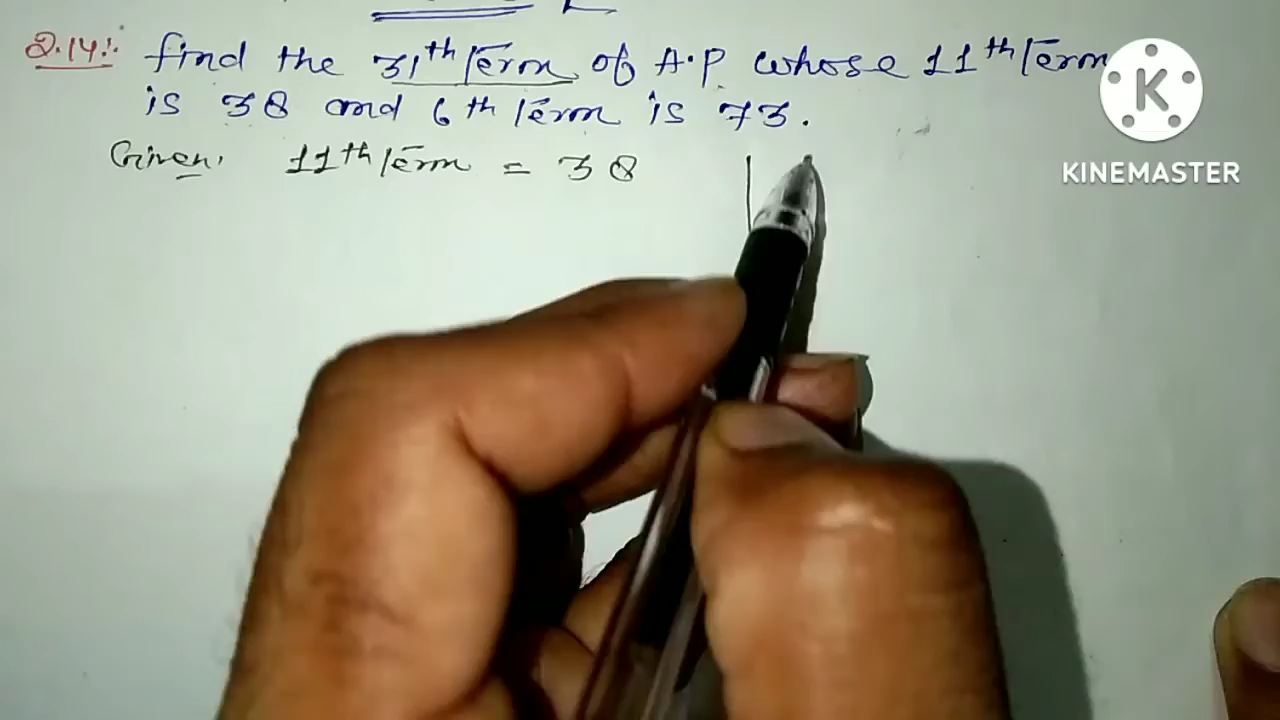 Q.14:. find the 31th term of A.P whose 11th term
is 38 and 6th term is 73.
Given: 11th term = 38
K
KINEMASTER